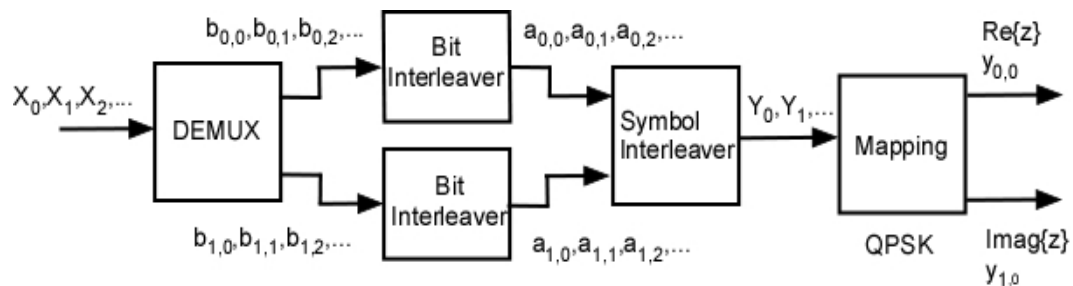 b0,0,b0,1,b0,2,...
Bit
Interleaver
a0,0,a0,1,a0,2,...
Re{z}
y0,0
X0,X1,X2,...
DEMUX
Symbol
Interleaver
Y0,Y1,...
Mapping
Bit
Interleaver
b1,0,b1,1,b1,2,...
a1,0,a1,1,a1,2,...
QPSK
Imag{z}
y1,0